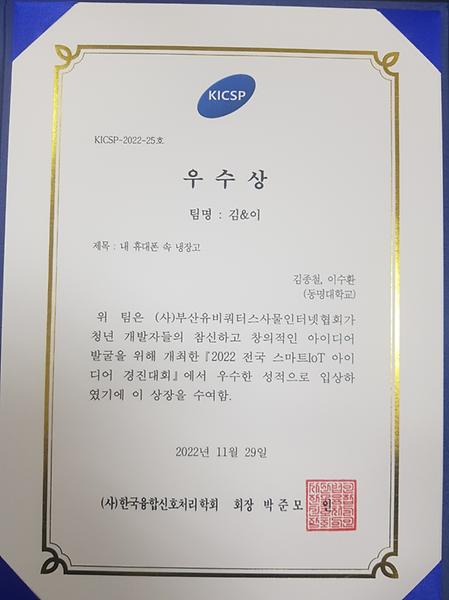 KICSP
KICSP-2022-25호
우수상
팀명 : 김&이
제목 : 내 휴대폰 속 냉장고
김종철, 이수환
(동명대학교)
위 팀은 (사)부산유비쿼터스사물인터넷협회가
청년 개발자들의 참신하고 창의적인 아이디어
발굴을 위해 개최한 『2022 전국 스마트IoT 아이
디어 경진대회』에서 우수한 성적으로 입상하
였기에 이 상장을 수여함.
2022년 11월 29일
(사)한국융합신호처리학회 회장 박준모 인